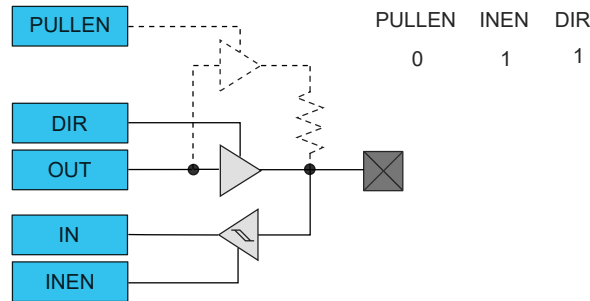 PULLEN
PULLEN INEN DIR
0 1 1
DIR
OUT
IN
INEN